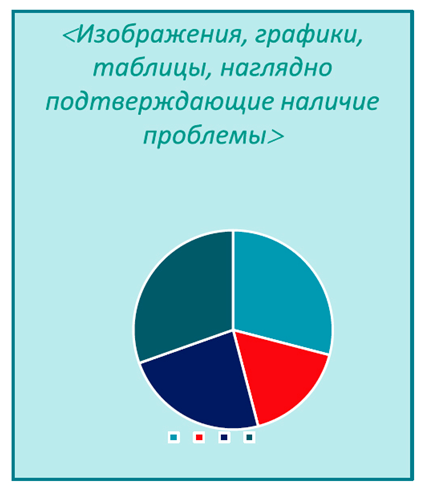 <Изображения, графики,
таблицы, наглядно
подтверждающие наличие
проблемы>